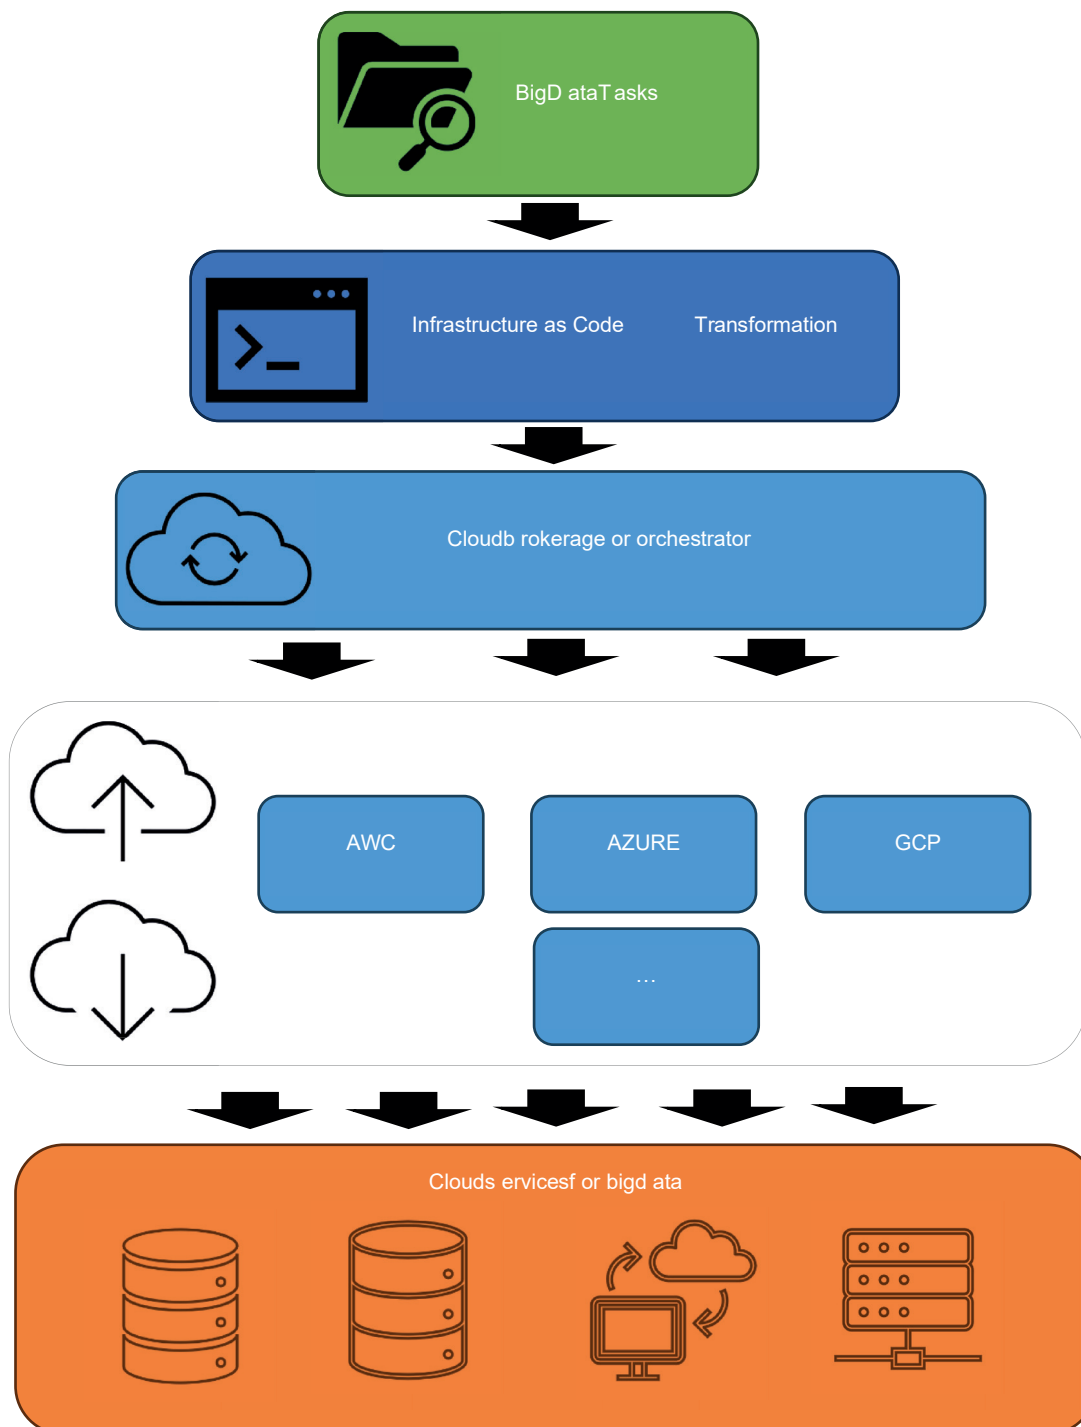 BigD ataT asks
Infrastructure as Code Transformation
Cloudb rokerage or orchestrator
AWC AZURE GCP
...
Clouds ervicesf or bigd ata